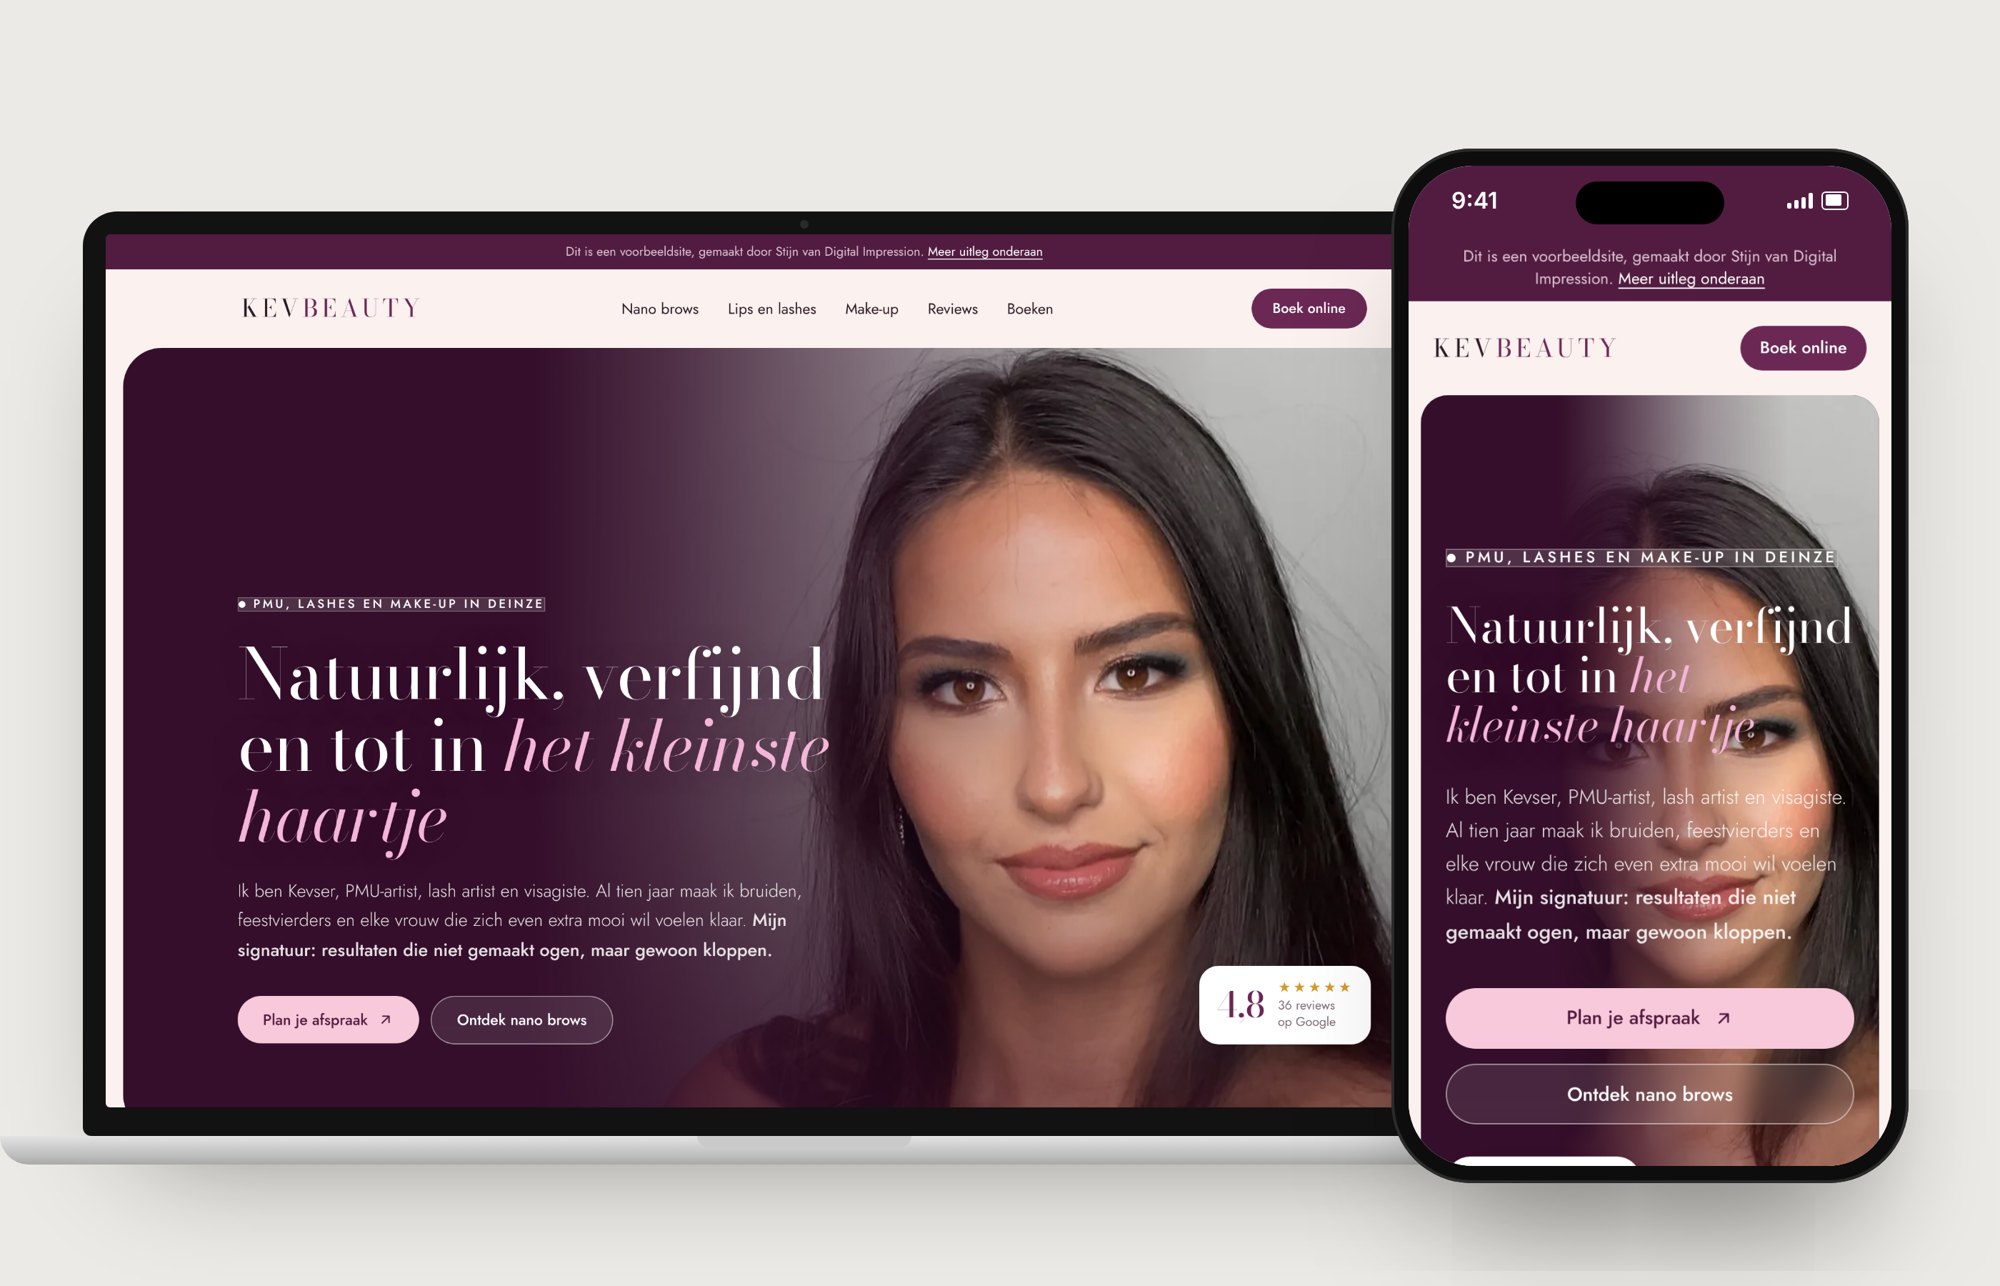 Dit is een voorbeeldsite, gemaakt door Stijn van Digital Impression. Meer uitleg onderaan
KEVBEAUTY
Nano brows
Lips en lashes
Make-up
Reviews
Boeken
Boek online
PMU, LASHES EN MAKE-UP IN DEINZE
Natuurlijk, verfijnd
en tot in het kleinste
haartje
Ik ben Kevser, PMU-artist, lash artist en visagiste. Al tien jaar maak ik bruiden,
feestvierders en elke vrouw die zich even extra mooi wil voelen klaar. Mijn
signatuur: resultaten die niet gemaakt ogen, maar gewoon kloppen.
Plan je afspraak
Ontdek nano brows
4.8
36 reviews
op Google
9:41
Dit is een voorbeeldsite, gemaakt door Stijn van Digital
Impression. Meer uitleg onderaan
KEVBEAUTY
Boek online
PMU, LASHES EN MAKE-UP IN DEINZE
Natuurlijk, verfijnd
en tot in het
kleinste haartje
Ik ben Kevser, PMU-artist, lash artist en visagiste.
Al tien jaar maak ik bruiden, feestvierders en
elke vrouw die zich even extra mooi wil voelen
klaar. Mijn signatuur: resultaten die niet
gemaakt ogen, maar gewoon kloppen.
Plan je afspraak
Ontdek nano brows